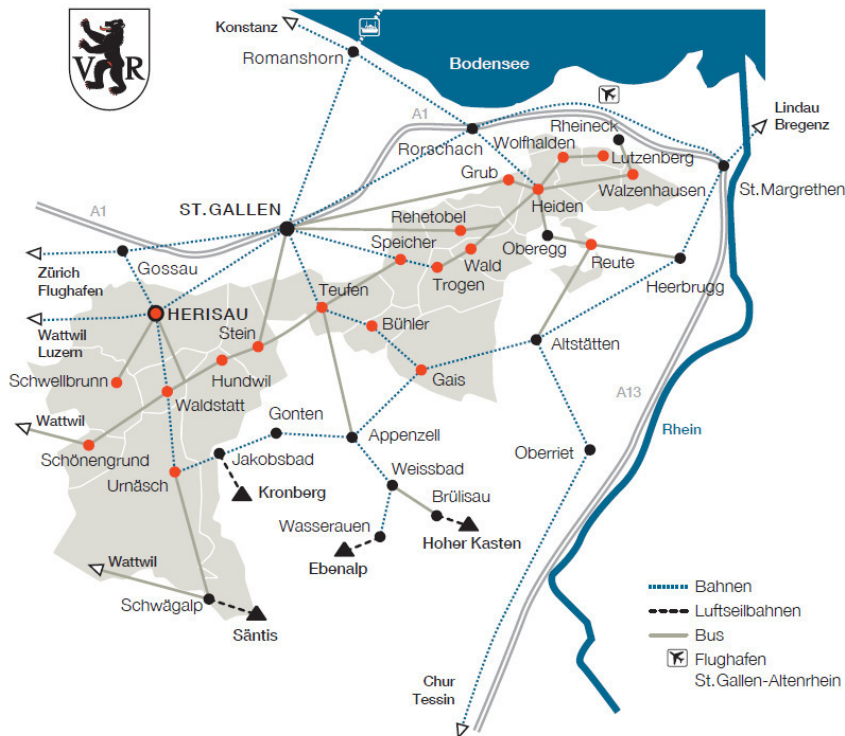 Konstanz
Romanshorn
V R
Bodensee
Lindau
Bregenz
A1
Rheineck
Rorschach
Wolfhalden
Lutzenberg
Grub
Walzenhausen
St.Margrethen
Heiden
A1
ST.GALLEN
Rehetobel
Speicher
Oberegg
Wald
Reute
Gossau
Trogen
Heerbrugg
Zürich
Flughafen
Teufen
HERISAU
Wattwil
Luzern
Stein
Bühler
Altstätten
Schwellbrunn
Hundwil
Gais
Waldstatt
A13
Wattwil
Gonten
Appenzell
Rhein
Schönengrund
Jakobsbad
Oberriet
Urnäsch
Weissbad
Kronberg
Brülisau
Wasserauen
Hoher Kasten
Ebenalp
Wattwil
Schwägalp
Säntis
Bahnen
Luftseilbahnen
Bus
Flughafen
St.Gallen-Altenrhein
Chur
Tessin